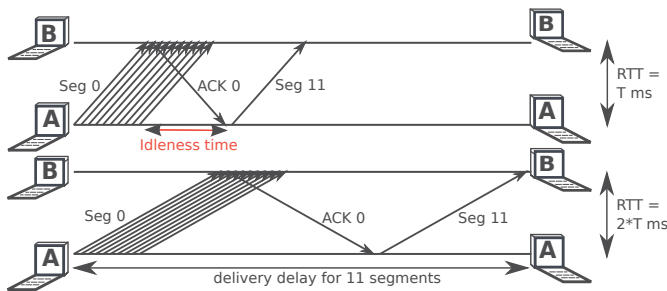 B
B
Seg 0
ACK 0
Seg 11
RTT =
T ms
A
A
Idleness time
B
B
Seg 0
ACK 0
Seg 11
RTT =
2*T ms
A
A
delivery delay for 11 segments